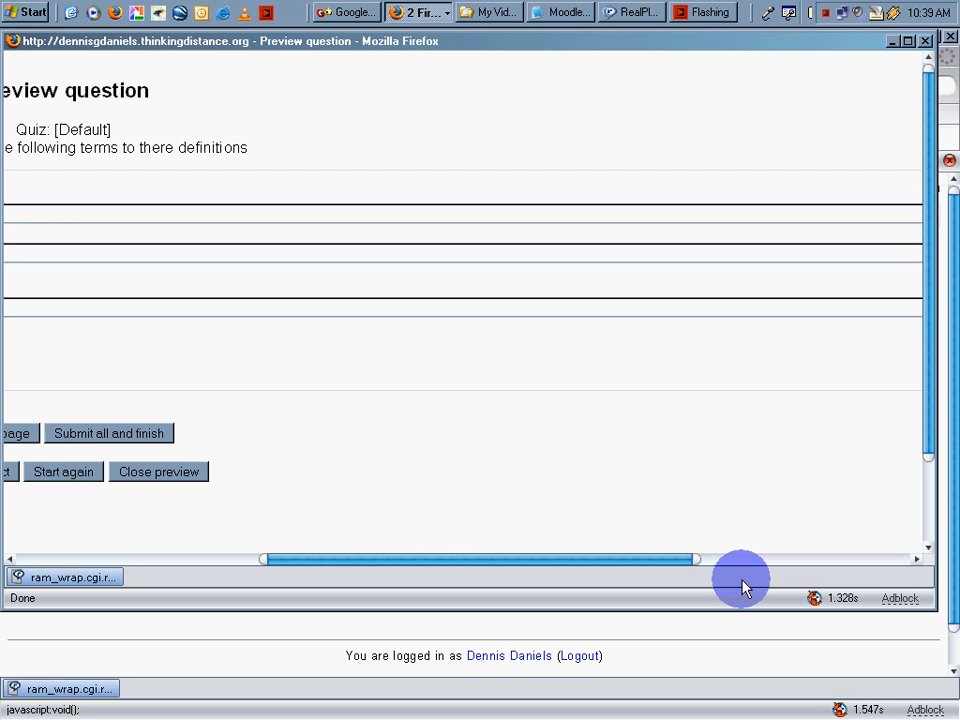 Start
Google...
2 Fir...
My Vid...
Moodle...
RealPl...
Flashing
10:39 AM
http://dennisgdaniels.thinkingdistance.org - Preview question - Mozilla Firefox
eview question
Quiz: [Default]
e following terms to there definitions
page
Submit all and finish
ct
Start again
Close preview
ram_wrap.cgi.r...
Done
1.328s
Adblock
You are logged in as Dennis Daniels (Logout)
ram_wrap.cgi.r...
javascript:void();
1.547s
Adblock